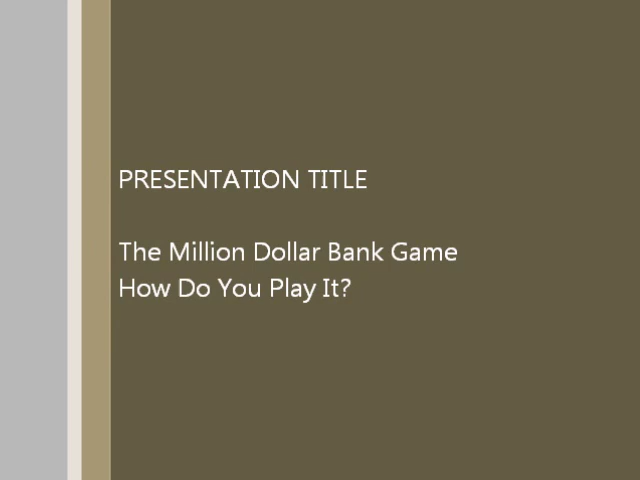 PRESENTATION TITLE
The Million Dollar Bank Game
How Do You Play It?